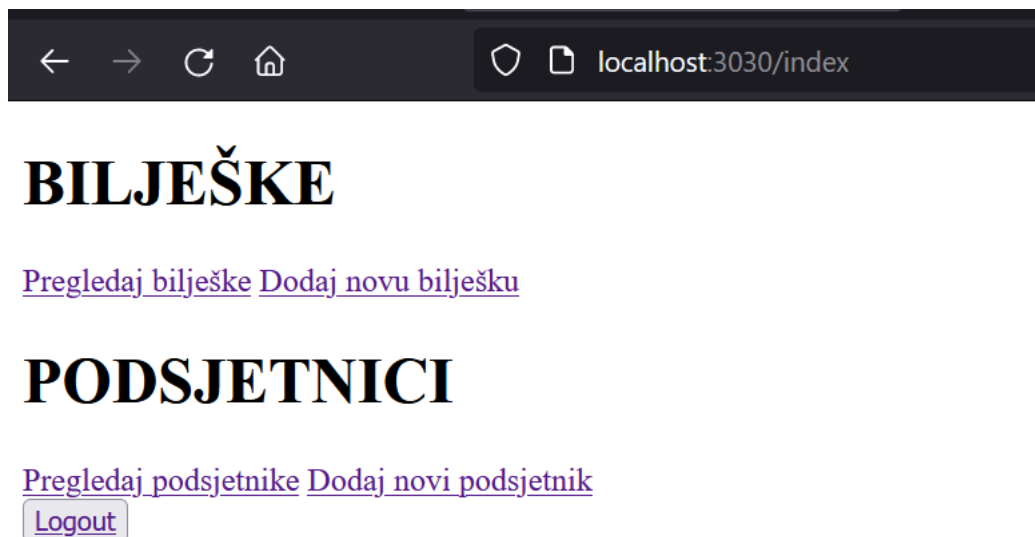 localhost:3030/index
BILJEŠKE
Pregledaj bilješke Dodaj novu bilješku
PODSJETNICI
Pregledaj podsjetnike Dodaj novi podsjetnik
Logout